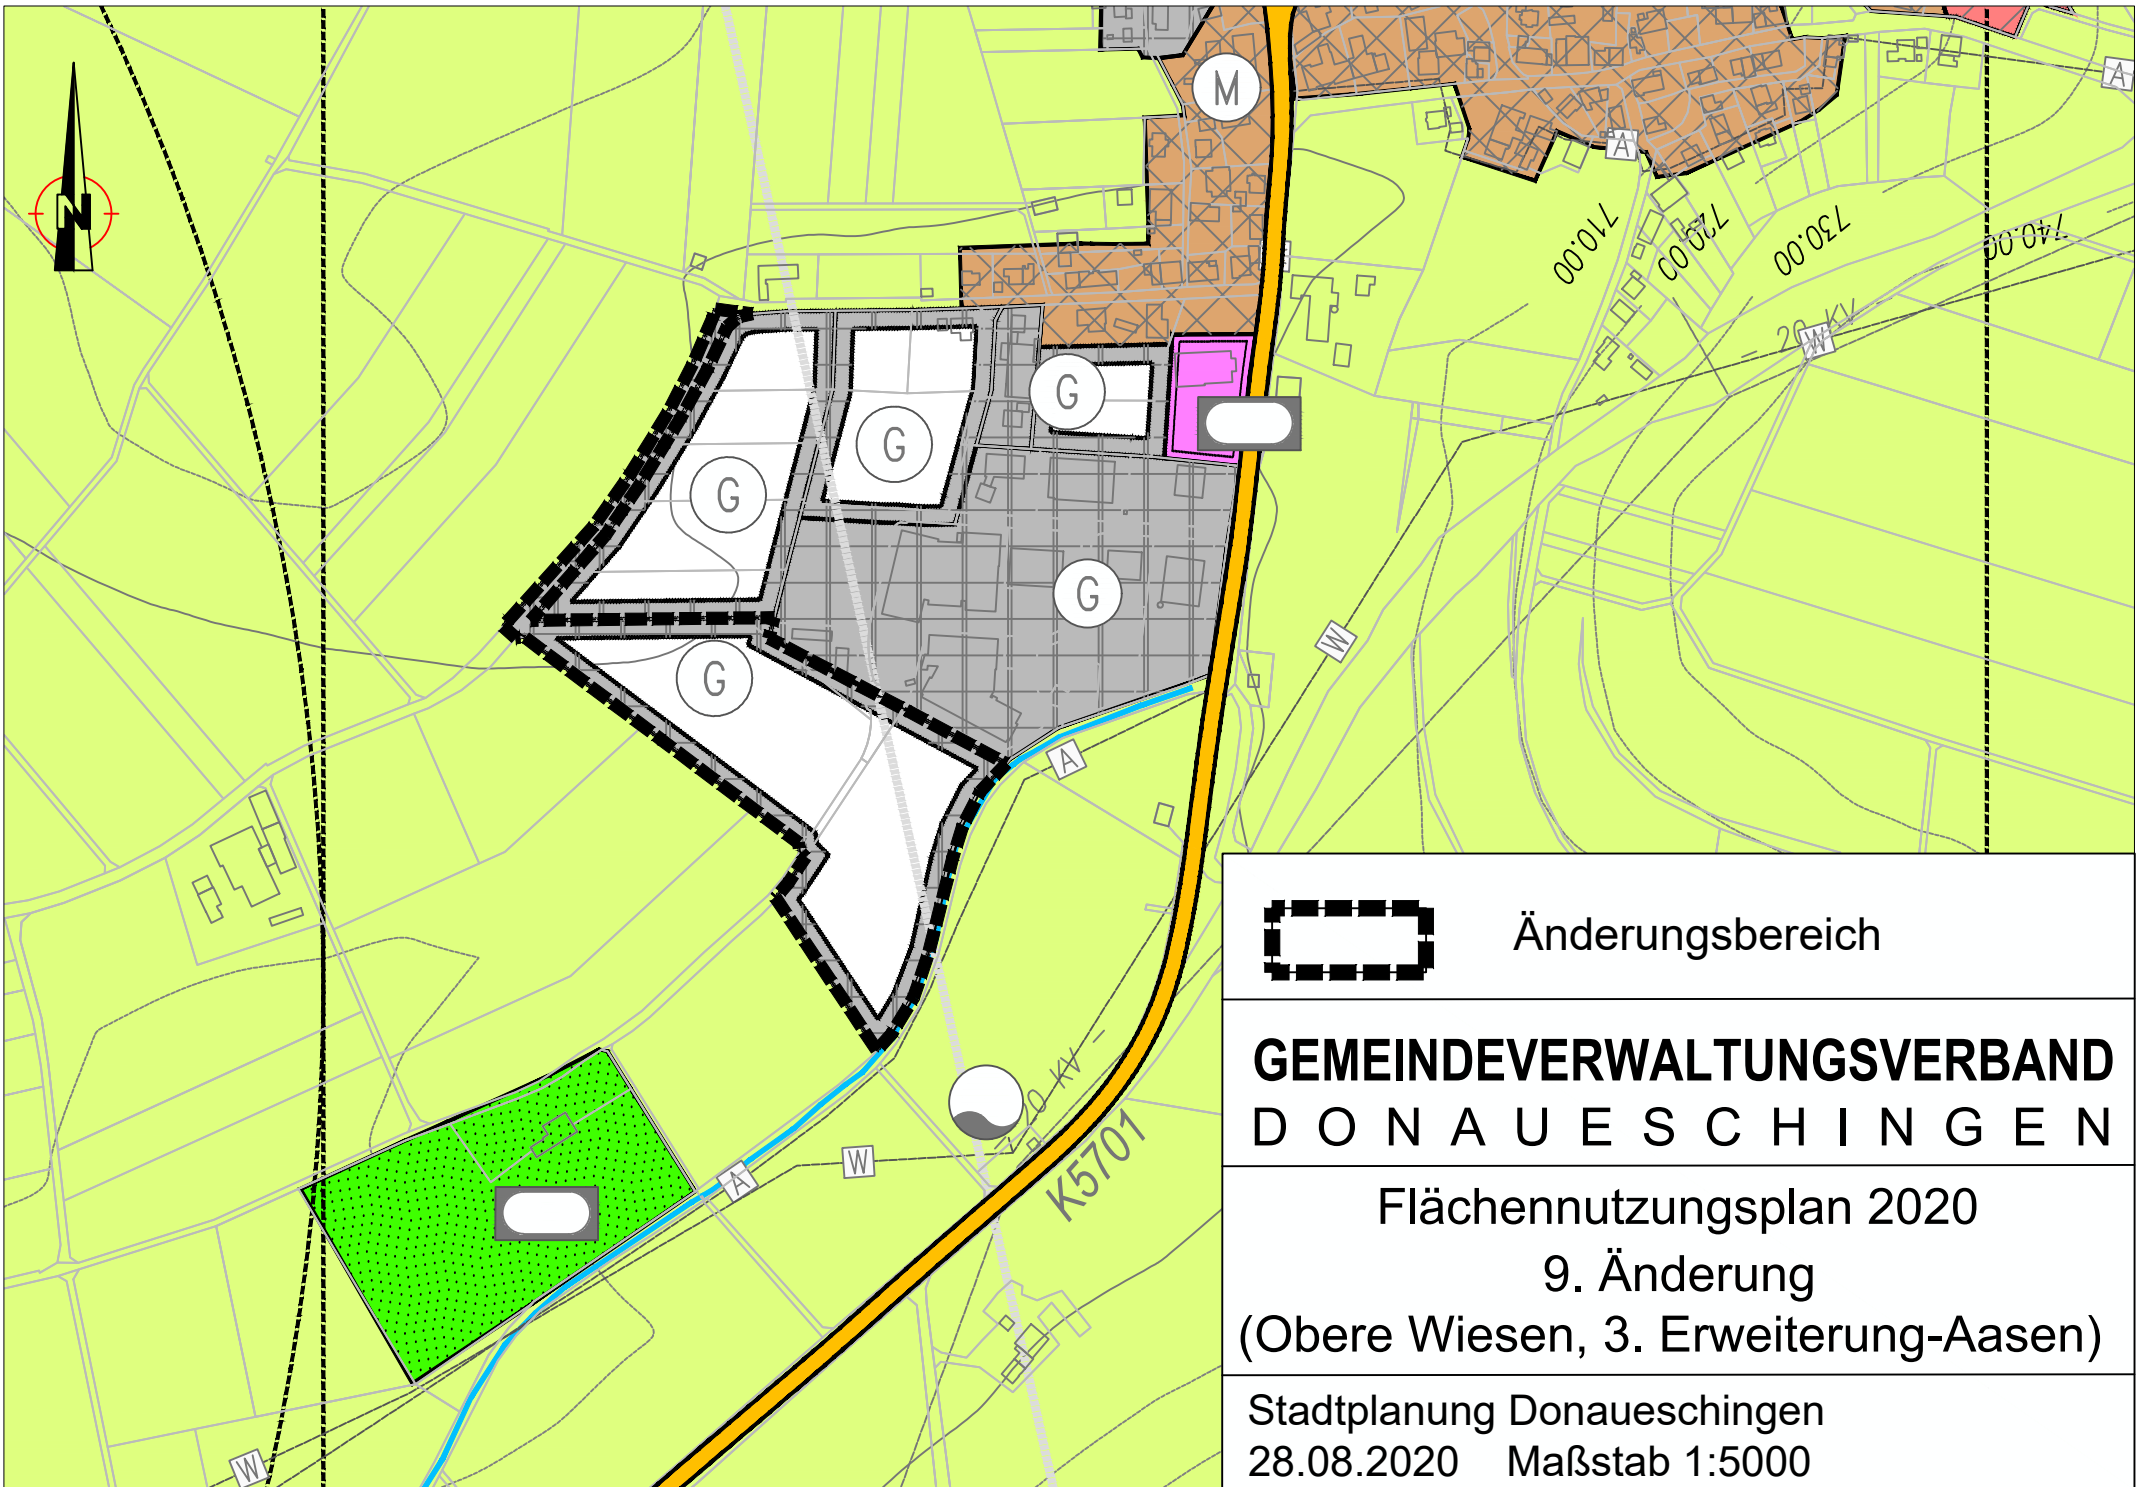 N
M
A
A
710.00
720.00
730.00
740.00
- 20 KV -
W
G
G
G
G
W
G
A
Änderungsbereich
GEMEINDEVERWALTUNGSVERBAND
DONAUESCHINGEN
20 KV -
K5701
W
A
Flächennutzungsplan 2020
9. Änderung
(Obere Wiesen, 3. Erweiterung-Aasen)
Stadtplanung Donaueschingen
28.08.2020 Maßstab 1:5000
W